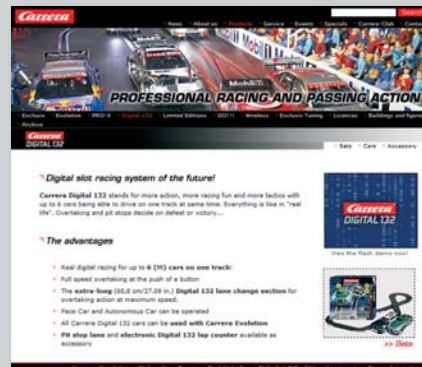 Carrera
Search
News About us Products Service Events Specials Carrera Club Contact
Mobil 1
PROFESSIONAL RACING AND PASSING ACTION
Exclusiv Evolution PRO-X Digital 132 Limited Editions GO!!! Wireless Exclusiv-Tuning Licences Buildings and figures
Archive
Carrera
DIGITAL 132
Sets Cars Accessory
Digital slot racing system of the future!
Carrera Digital 132 stands for more action, more racing fun and more tactics with
up to 6 cars being able to drive on one track at same time. Everything is like in "real
life". Overtaking and pit stops decide on defeat or victory...
Carrera
DIGITAL 132
View the flash demo now!
The advantages
Real digital racing for up to 6 (!!!) cars on one track!
Full speed overtaking at the push of a button
The extra-long (68,8 cm/27.09 in.) Digital 132 lane change section for
overtaking action at maximum speed.
Pace Car and Autonomous Car can be operated
All Carrera Digital 132 cars can be used with Carrera Evolution
Pit stop lane and electronic Digital 132 lap counter available as
accessory
>> Sets